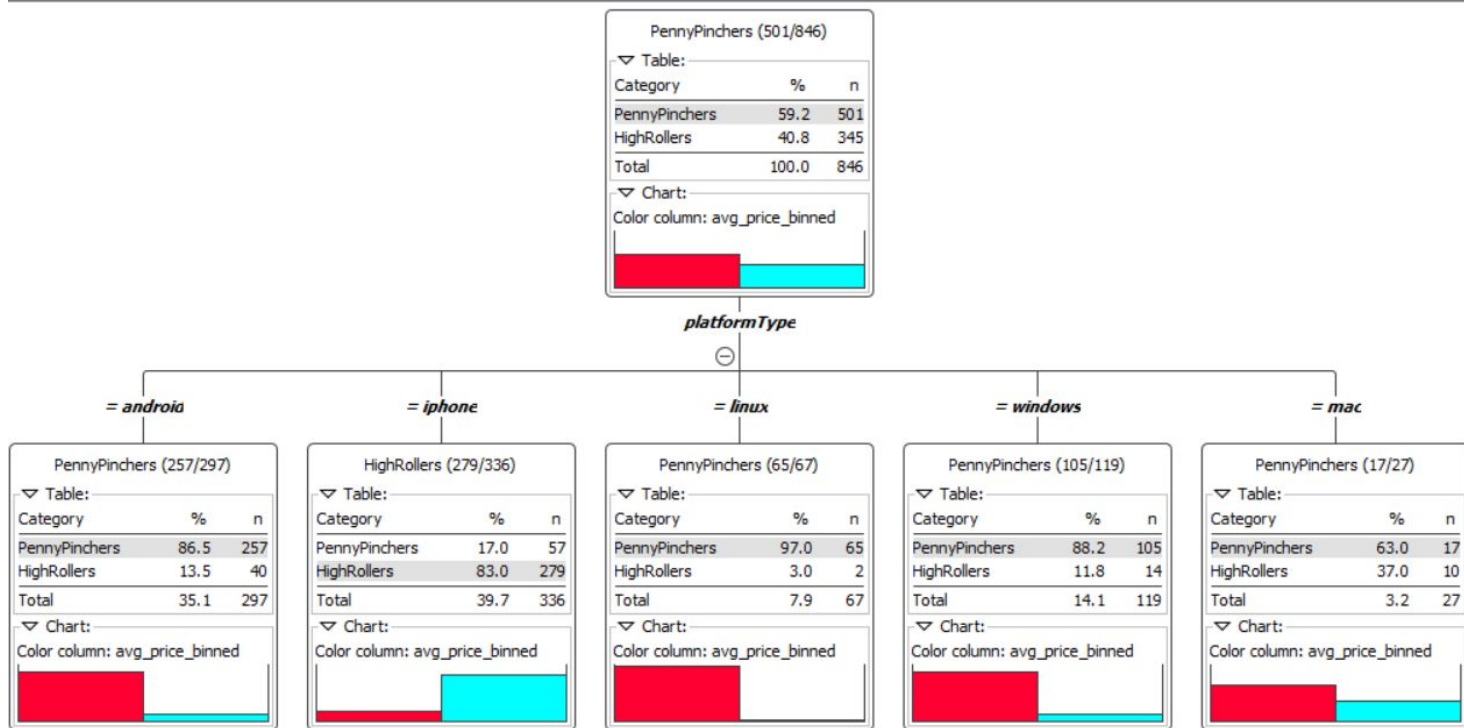 PennyPinchers (501/846)
Table:
Category % n
PennyPinchers 59.2 501
HighRollers 40.8 345
Total 100.0 846
Chart:
Color column: avg_price_binned
platformType
= android
= iphone
= linux
= windows
= mac
PennyPinchers (257/297)
Table:
Category % n
PennyPinchers 86.5 257
HighRollers 13.5 40
Total 35.1 297
Chart:
Color column: avg_price_binned
HighRollers (279/336)
Table:
Category % n
PennyPinchers 17.0 57
HighRollers 83.0 279
Total 39.7 336
Chart:
Color column: avg_price_binned
PennyPinchers (65/67)
Table:
Category % n
PennyPinchers 97.0 65
HighRollers 3.0 2
Total 7.9 67
Chart:
Color column: avg_price_binned
PennyPinchers (105/119)
Table:
Category % n
PennyPinchers 88.2 105
HighRollers 11.8 14
Total 14.1 119
Chart:
Color column: avg_price_binned
PennyPinchers (17/27)
Table:
Category % n
PennyPinchers 63.0 17
HighRollers 37.0 10
Total 3.2 27
Chart:
Color column: avg_price_binned